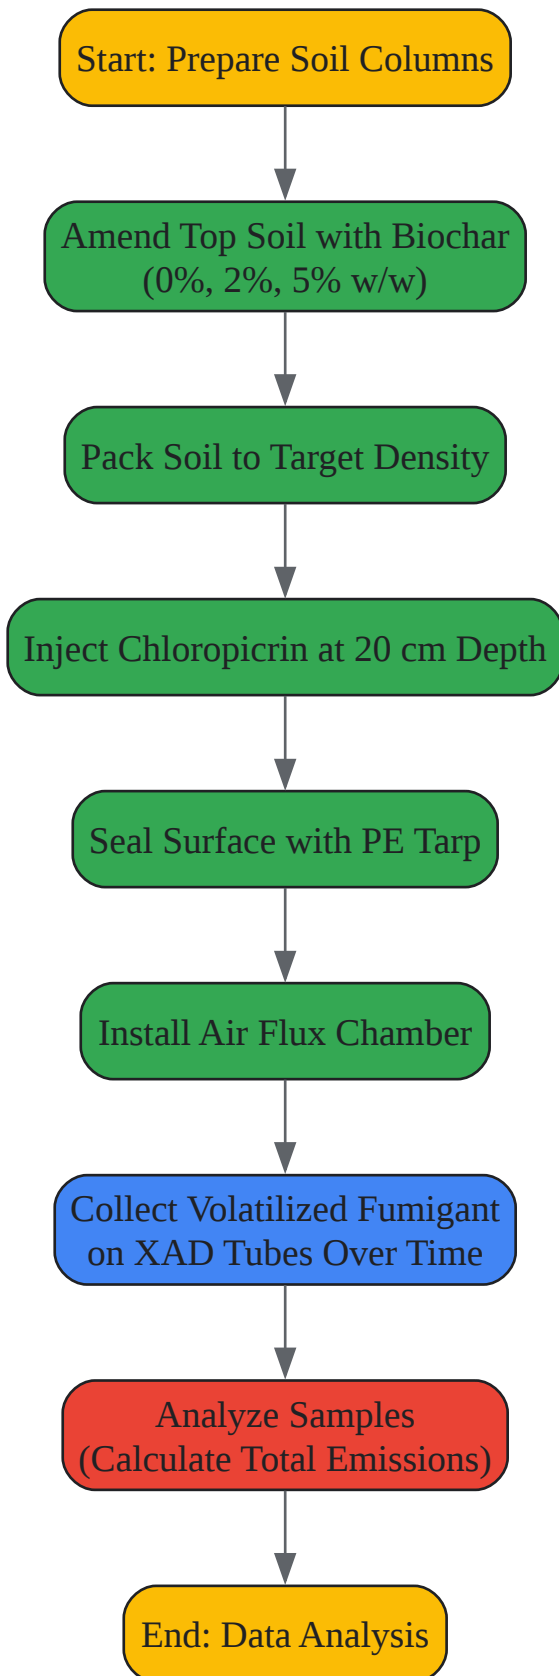 Start: Prepare Soil Columns
Amend Top Soil with Biochar
(0%, 2%, 5% w/w)
Pack Soil to Target Density
Inject Chloropicrin at 20 cm Depth
Seal Surface with PE Tarp
Install Air Flux Chamber
Collect Volatilized Fumigant
on XAD Tubes Over Time
Analyze Samples
(Calculate Total Emissions)
End: Data Analysis